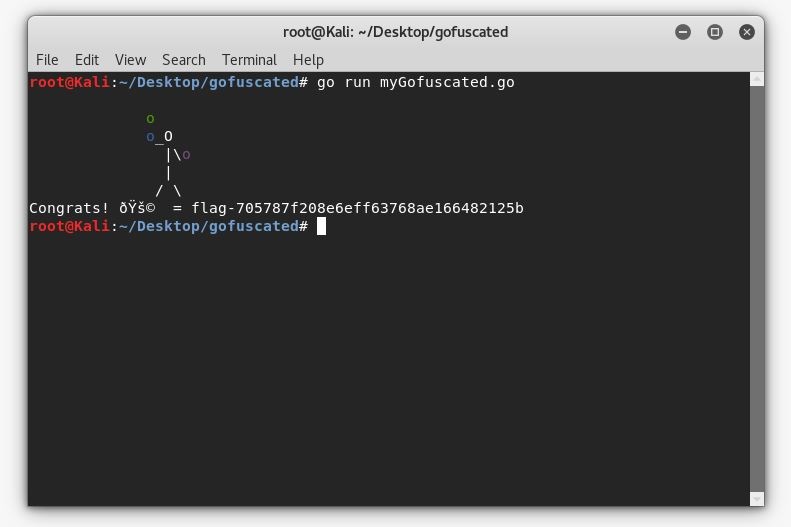 root@Kali: ~/Desktop/gofuscated
File Edit View Search Terminal Help
root@Kali:~/Desktop/gofuscated# go run myGofuscated.go
o
o_O
|\o
|
/ \
Congrats! ðŸš©  = flag-705787f208e6eff63768ae166482125b
root@Kali:~/Desktop/gofuscated#